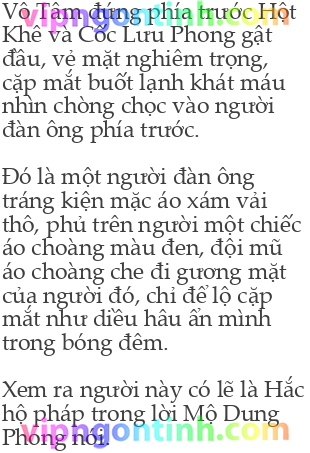 Vô Tâm đứng phía trước Hột
Khê và Cốc Lưu Phong gật
đầu, vẻ mặt nghiêm trọng,
cặp mắt buốt lạnh khát máu
nhìn chòng chọc vào người
đàn ông phía trước.
Đó là một người đàn ông
tráng kiện mặc áo xám vải
thô, phủ trên người một chiếc
áo choàng màu đen, đội mũ
áo choàng che đi gương mặt
của người đó, chỉ để lộ cặp
mắt như diều hâu ẩn mình
trong bóng đêm.
Xem ra người này có lẽ là Hắc
hộ pháp trong lời Mộ Dung
Phong nói.
vipngontinh.com
vipngontinh.com